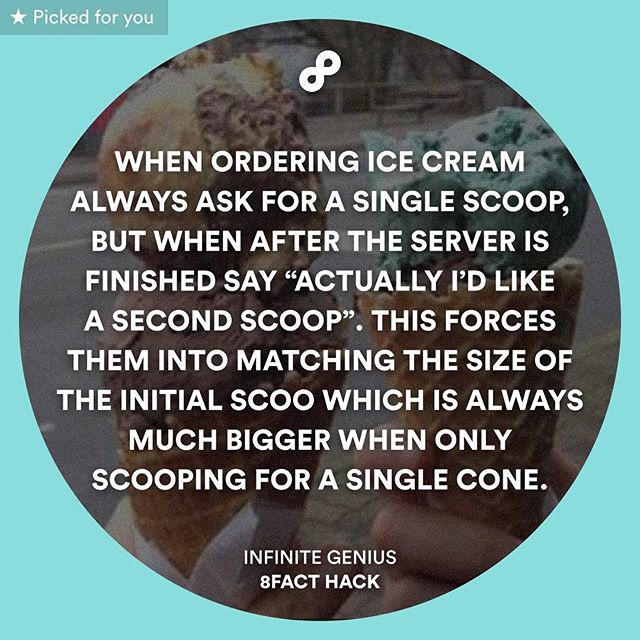 ★ Picked for you
WHEN ORDERING ICE CREAM
ALWAYS ASK FOR A SINGLE SCOOP,
BUT WHEN AFTER THE SERVER IS
FINISHED SAY “ACTUALLY I’D LIKE
A SECOND SCOOP”. THIS FORCES
THEM INTO MATCHING THE SIZE OF
THE INITIAL SCOO WHICH IS ALWAYS
MUCH BIGGER WHEN ONLY
SCOOPING FOR A SINGLE CONE.
INFINITE GENIUS
8FACT HACK